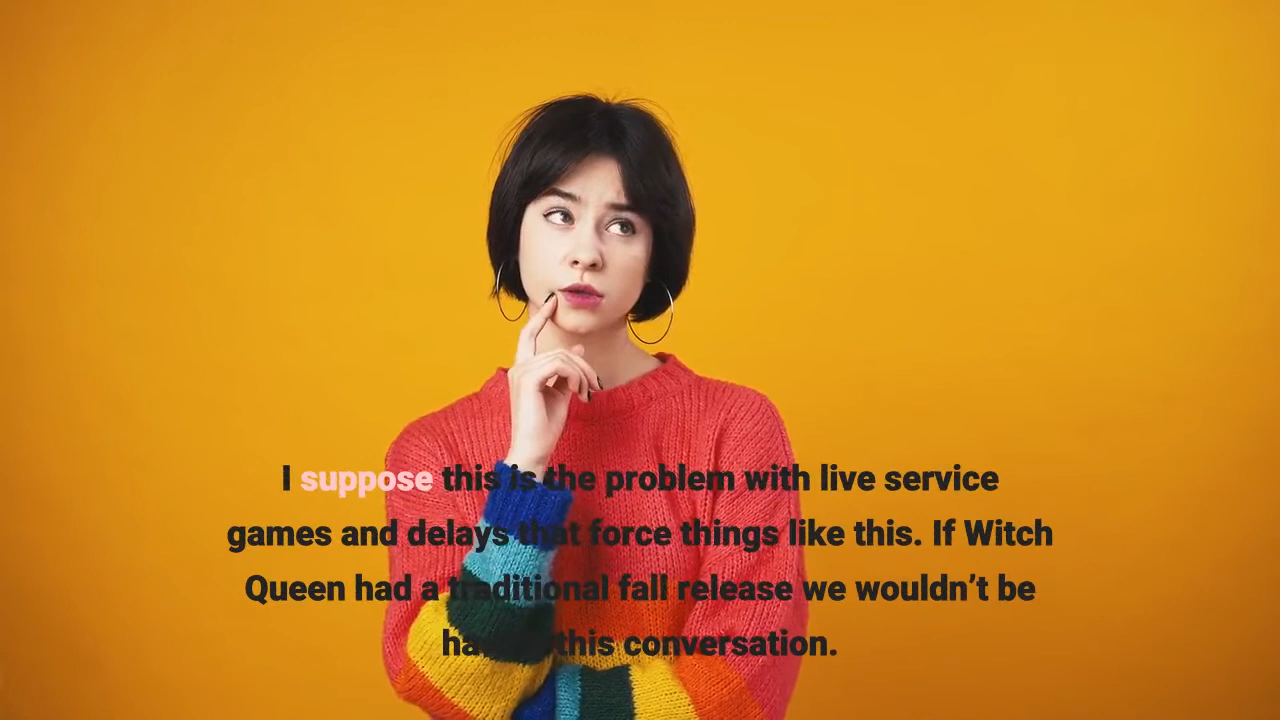 I suppose this is the problem with live service
games and delays that force things like this. If Witch
Queen had a traditional fall release we wouldn’t be
having this conversation.